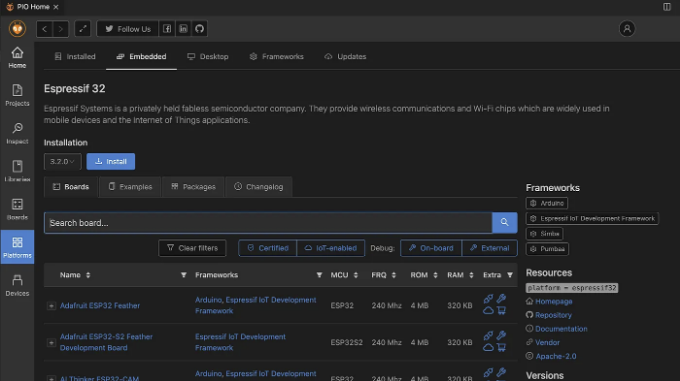 PIO Home
Follow Us
Installed
Embedded
Desktop
Frameworks
Updates
Home
Projects
Inspect
Libraries
Boards
Platforms
Devices
Espressif 32
Espressif Systems is a privately held fabless semiconductor company. They provide wireless communications and Wi-Fi chips which are widely used in
mobile devices and the Internet of Things applications.
Installation
3.2.0
Install
Boards
Examples
Packages
Changelog
Search board...
Clear filters
Certified
IoT-enabled
Debug:
On-board
External
Name Frameworks MCU FRQ ROM RAM Extra
Adafruit ESP32 Feather Arduino, Espressif IoT Development
Framework ESP32 240 Mhz 4 MB 320 KB
Adafruit ESP32-S2 Feather
Development Board Espressif IoT Development
Framework ESP32S2 240 MHz 4 MB 320 KB
AI Thinker ESP32-CAM Arduino, Espressif IoT Development ESP32 240 Mhz 4 MB 320 KB
Frameworks
Arduino
Espressif IoT Development Framework
Simba
Pumbaa
Resources
platform = espressif32
Homepage
Repository
Documentation
Vendor
Apache-2.0
Versions